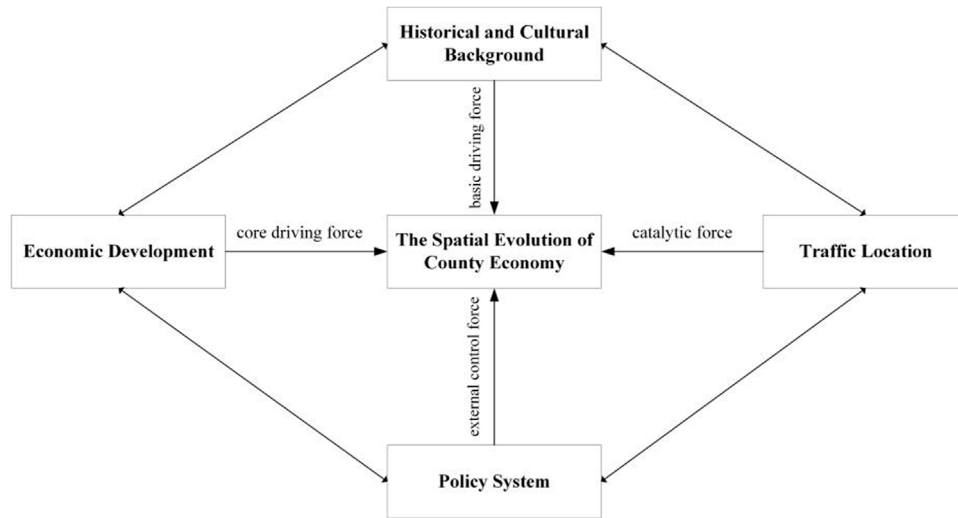 Historical and Cultural
Background
basic driving force
Economic Development
core driving force
The Spatial Evolution of
County Economy
catalytic force
Traffic Location
external control force
Policy System